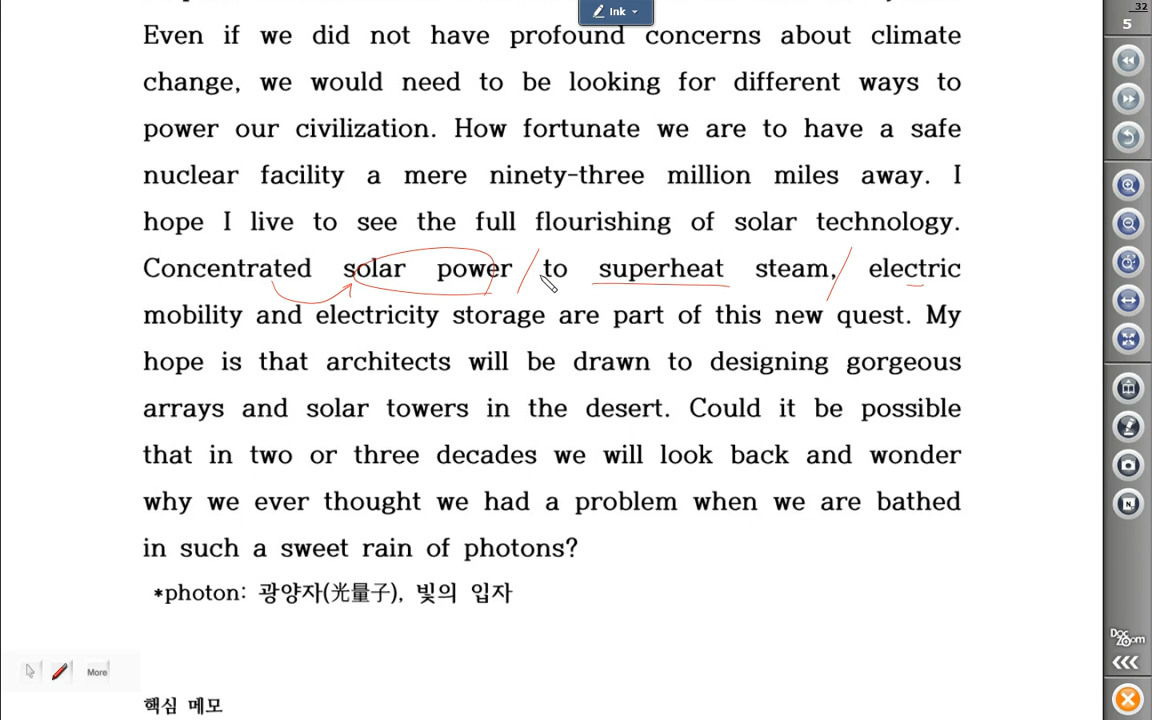 Ink
32
5
Even if we did not have profound concerns about climate
change, we would need to be looking for different ways to
power our civilization. How fortunate we are to have a safe
nuclear facility a mere ninety-three million miles away. I
hope I live to see the full flourishing of solar technology.
Concentrated solar power to superheat steam, electric
mobility and electricity storage are part of this new quest. My
hope is that architects will be drawn to designing gorgeous
arrays and solar towers in the desert. Could it be possible
that in two or three decades we will look back and wonder
why we ever thought we had a problem when we are bathed
in such a sweet rain of photons?
*photon: 광양자(光量子), 빛의 입자
DocZoom
More
핵심 메모